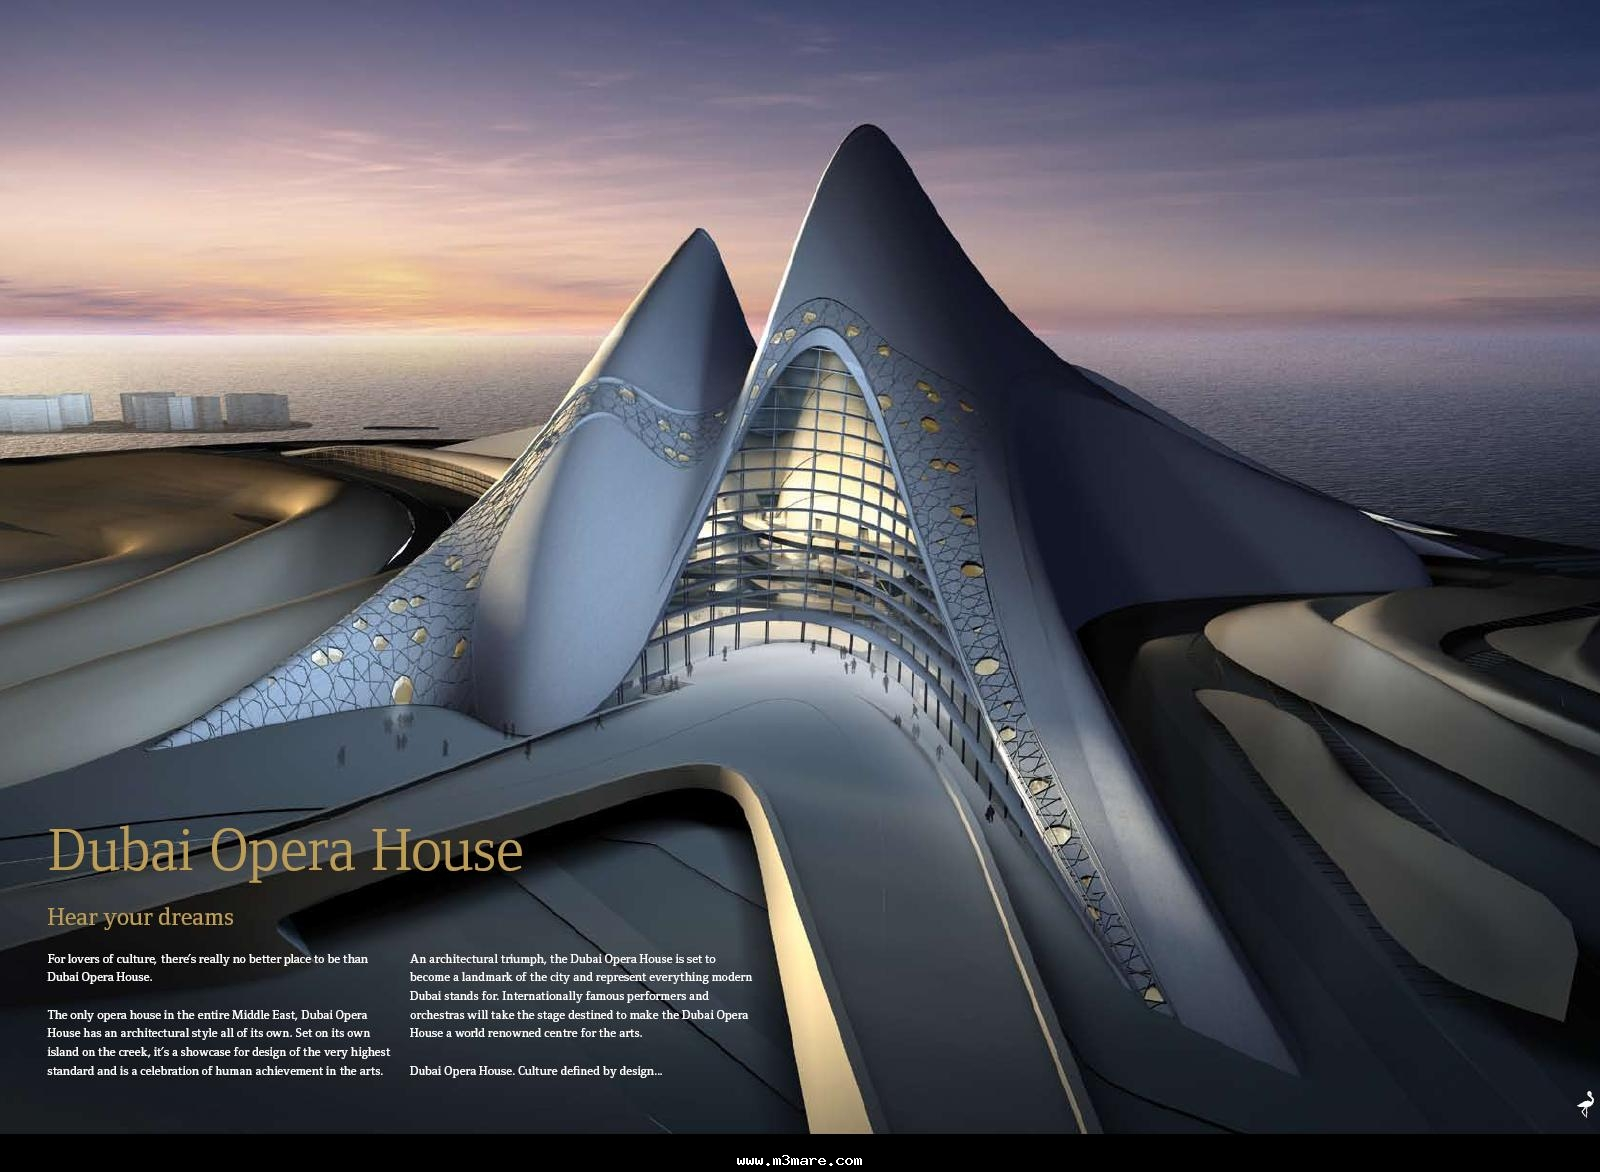 Dubai Opera House
Hear your dreams
For lovers of culture, there's really no better place to be than
Dubai Opera House.
The only opera house in the entire Middle East, Dubai Opera
House has an architectural style all of its own. Set on its own
island on the creek, it's a showcase for design of the very highest
standard and is a celebration of human achievement in the arts.
An architectural triumph, the Dubai Opera House is set to
become a landmark of the city and represent everything modern
Dubai stands for. Internationally famous performers and
orchestras will take the stage destined to make the Dubai Opera
House a world renowned centre for the arts.
Dubai Opera House. Culture defined by design...
www.m3mare.com